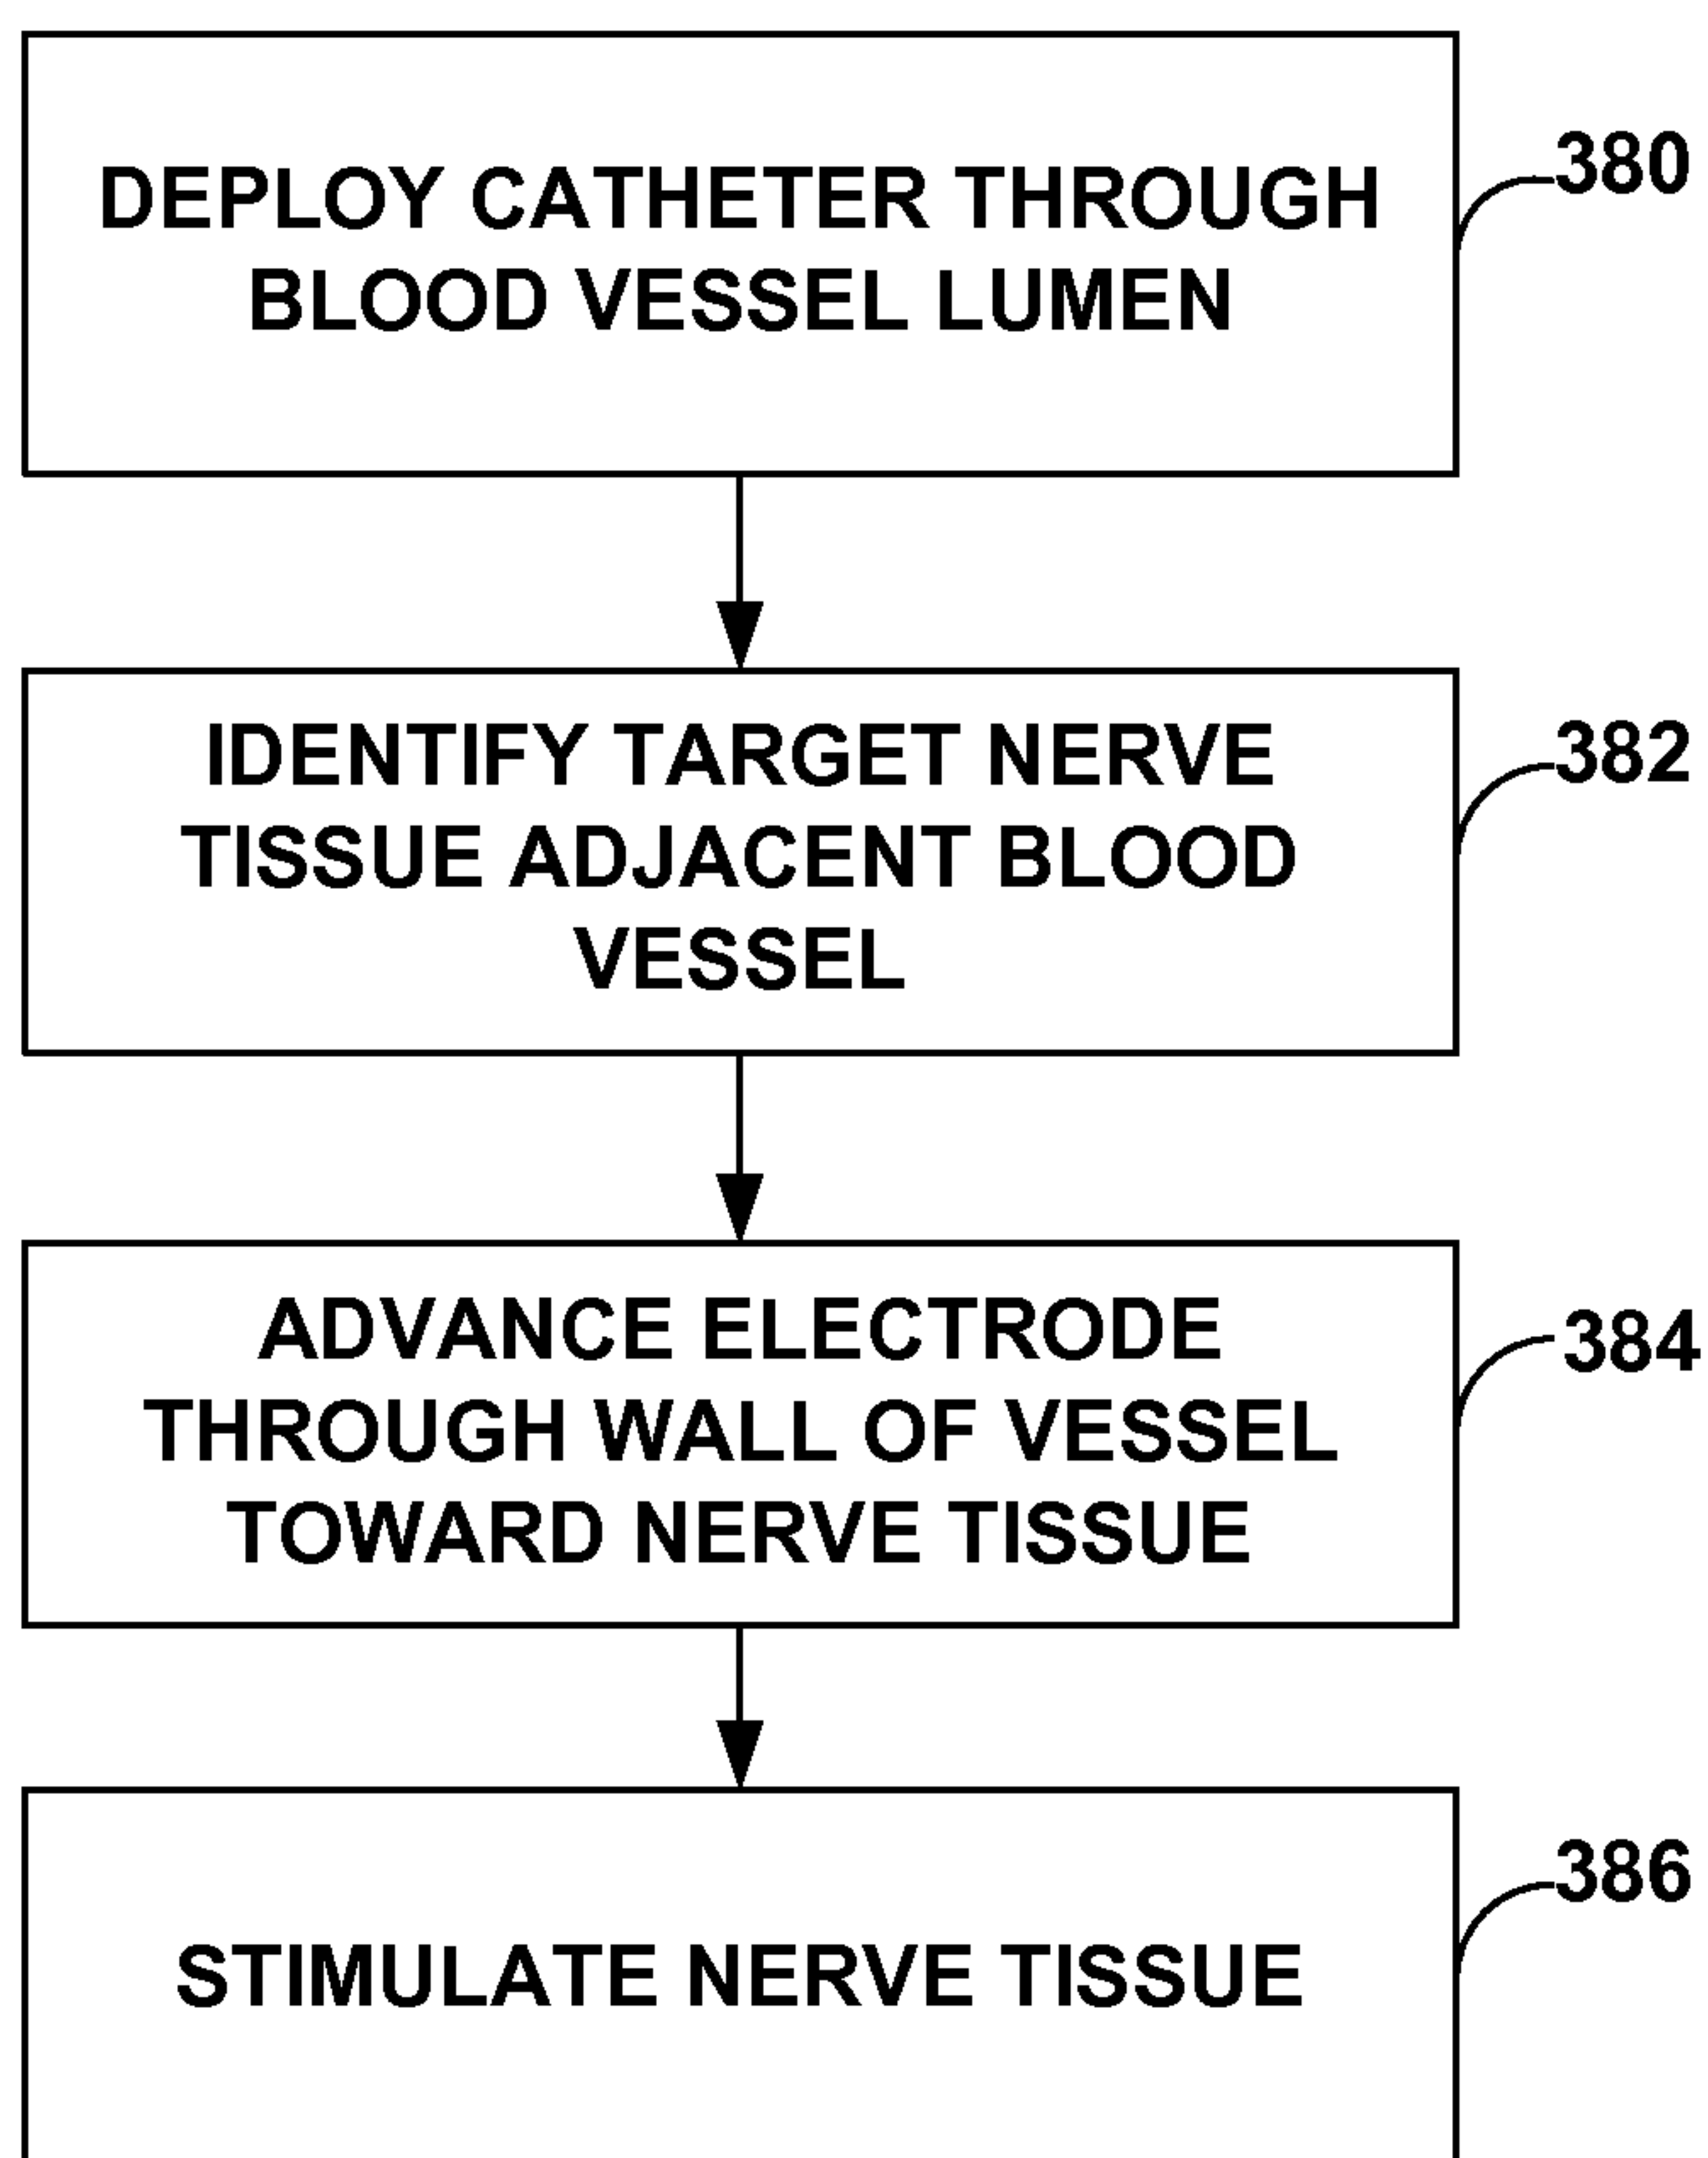 DEPLOY CATHETER THROUGH
BLOOD VESSEL LUMEN
380
IDENTIFY TARGET NERVE
TISSUE ADJACENT BLOOD
VESSEL
382
ADVANCE ELECTRODE
THROUGH WALL OF VESSEL
TOWARD NERVE TISSUE
384
STIMULATE NERVE TISSUE
386